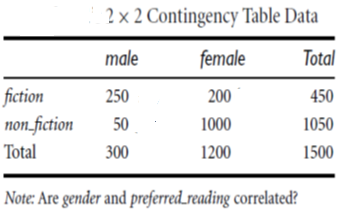 2 × 2 Contingency Table Data
male female Total
fiction 250 200 450
non_fiction 50 1000 1050
Total 300 1200 1500
Note: Are gender and preferred_reading correlated?